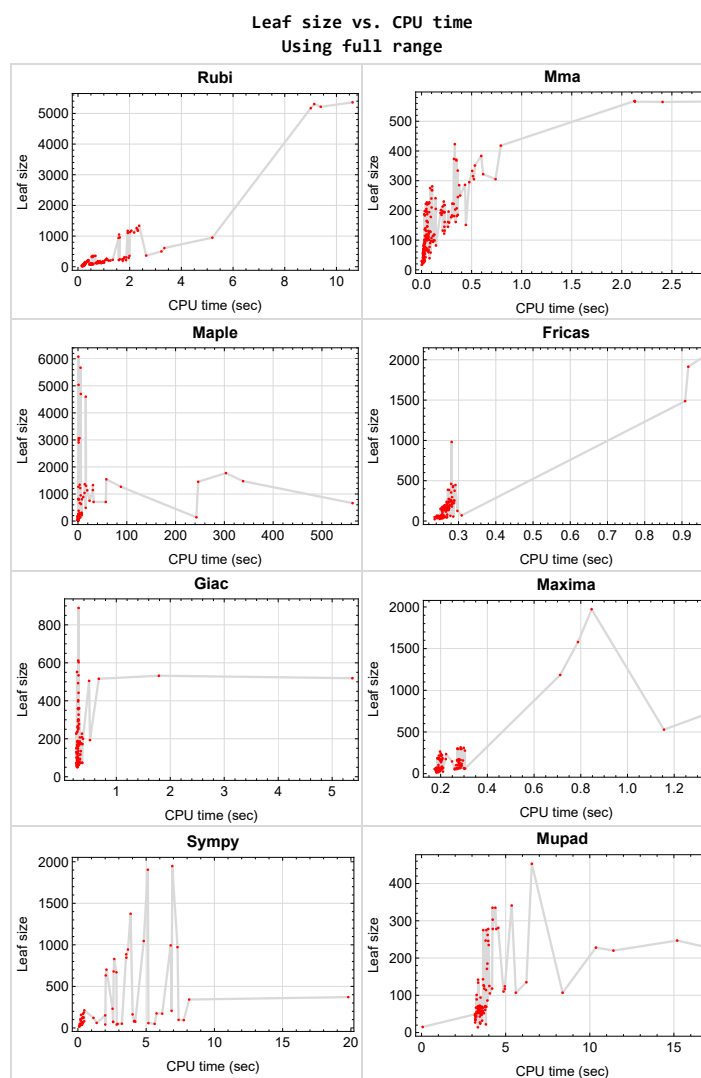 Leaf size vs. CPU time
Using full range
Rubi
Leaf size
5000
4000
3000
2000
1000
0
0 2 4 6 8 10
CPU time (sec)
Mma
Leaf size
500
400
300
200
100
0
0.0 0.5 1.0 1.5 2.0 2.5
CPU time (sec)
Maple
Leaf size
6000
5000
4000
3000
2000
1000
0
0 100 200 300 400 500
CPU time (sec)
Fricas
Leaf size
2000
1500
1000
500
0
0.3 0.4 0.5 0.6 0.7 0.8 0.9
CPU time (sec)
Giac
Leaf size
800
600
400
200
0
1 2 3 4 5
CPU time (sec)
Maxima
Leaf size
2000
1500
1000
500
0
0.2 0.4 0.6 0.8 1.0 1.2
CPU time (sec)
Sympy
Leaf size
2000
1500
1000
500
0
0 5 10 15 20
CPU time (sec)
Mupad
Leaf size
400
300
200
100
0
0 5 10 15
CPU time (sec)